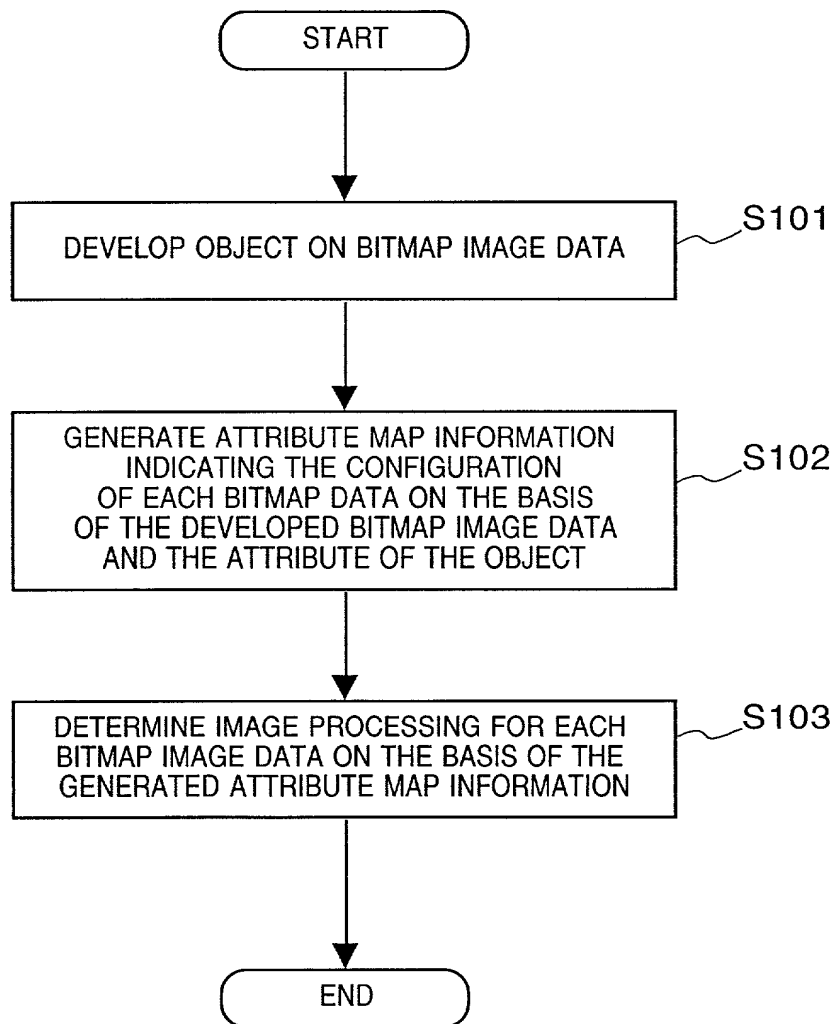 START
DEVELOP OBJECT ON BITMAP IMAGE DATA
S101
GENERATE ATTRIBUTE MAP INFORMATION
INDICATING THE CONFIGURATION
OF EACH BITMAP DATA ON THE BASIS
OF THE DEVELOPED BITMAP IMAGE DATA
AND THE ATTRIBUTE OF THE OBJECT
S102
DETERMINE IMAGE PROCESSING FOR EACH
BITMAP IMAGE DATA ON THE BASIS OF THE
GENERATED ATTRIBUTE MAP INFORMATION
S103
END